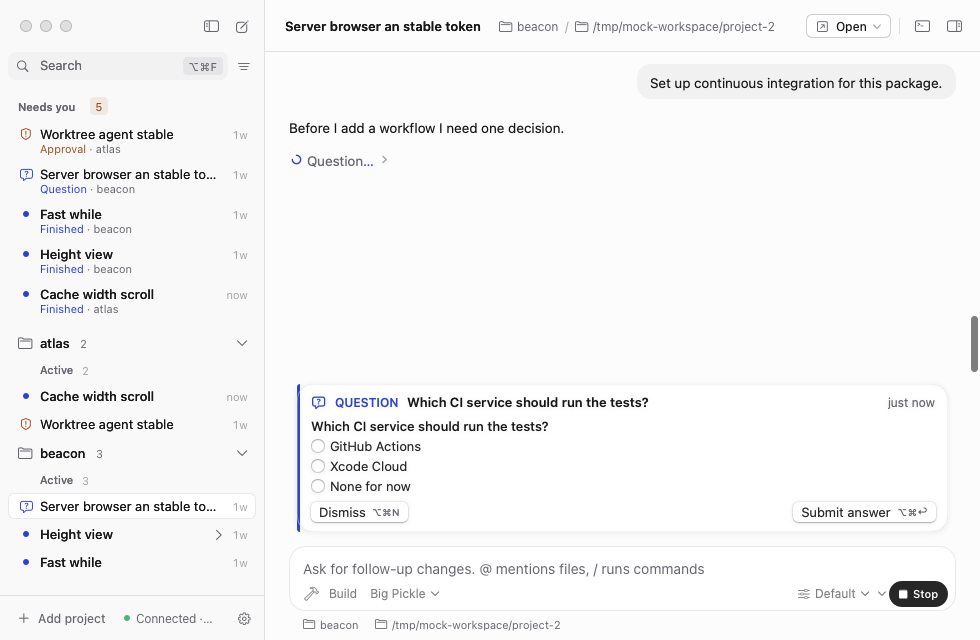 Server browser an stable token
beacon / /tmp/mock-workspace/project-2
Open
Search ⌥⌘F
Needs you 5
Worktree agent stable 1w
Approval · atlas
Server browser an stable to... 1w
Question · beacon
Fast while 1w
Finished · beacon
Height view 1w
Finished · beacon
Cache width scroll now
Finished · atlas
atlas 2
Active 2
Cache width scroll now
Worktree agent stable 1w
beacon 3
Active 3
Server browser an stable to... 1w
Height view 1w
Fast while 1w
+ Add project Connected ·...
Set up continuous integration for this package.
Before I add a workflow I need one decision.
Question...
QUESTION Which CI service should run the tests? just now
Which CI service should run the tests?
GitHub Actions
Xcode Cloud
None for now
Dismiss ⌥⌘N Submit answer ⌥⌘↩
Ask for follow-up changes. @ mentions files, / runs commands
Build Big Pickle Default Stop
beacon /tmp/mock-workspace/project-2